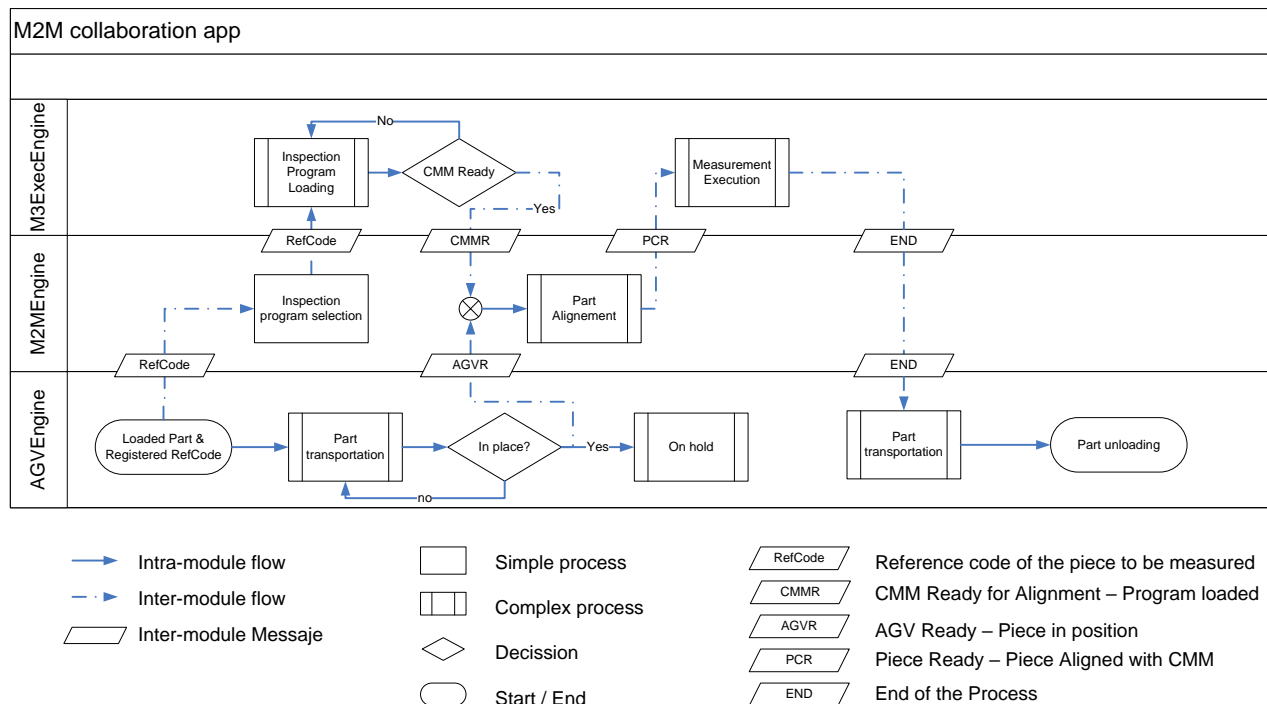 M2M collaboration app
M3ExecEngine
No
Inspection
Program
Loading
CMM Ready
Yes
Measurement
Execution
RefCode
CMMR
PCR
END
M2MEngine
Inspection
program selection
Part
Alignement
RefCode
AGVR
END
AGVEngine
Loaded Part &
Registered RefCode
Part
transportation
In place?
Yes
no
On hold
Part
transportation
Part unloading
Intra-module flow
Inter-module flow
Inter-module Messaje
Simple process
Complex process
Decission
Start / End
RefCode
Reference code of the piece to be measured
CMMR
CMM Ready for Alignment – Program loaded
AGVR
AGV Ready – Piece in position
PCR
Piece Ready – Piece Aligned with CMM
END
End of the Process